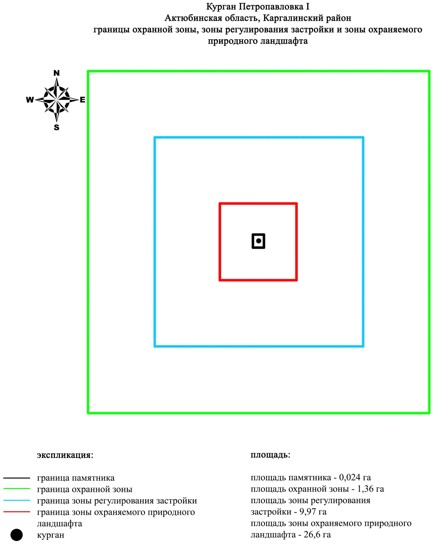 Курган Петропавловка I
Актюбинская область, Каргалинский район
границы охранной зоны, зоны регулирования застройки и зоны охраняемого
природного ландшафта
N
W
E
S
экспликация:
граница памятника
граница охранной зоны
граница зоны регулирования застройки
граница зоны охраняемого природного
ландшафта
курган
площадь:
площадь памятника - 0,024 га
площадь охранной зоны - 1,36 га
площадь зоны регулирования
застройки - 9,97 га
площадь зоны охраняемого природного
ландшафта - 26,6 га